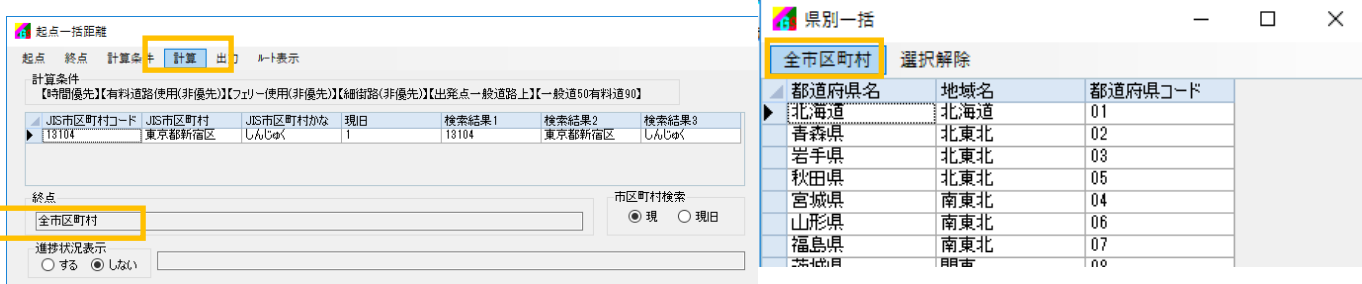 起点一括距離
起点 終点 計算条件 計算 出力 ルート表示
計算条件
【時間優先】【有料道路使用(非優先)】【フェリー使用(非優先)】【細街路(非優先)】【出発点一般道路上】【一般道50有料道90】
JIS市区町村コード JIS市区町村 JIS市区町村かな 現旧 検索結果1 検索結果2 検索結果3
13104 東京都新宿区 しんじゅく 1 13104 東京都新宿区 しんじゅく
終点
全市区町村
市区町村検索
現 現旧
進捗状況表示
する しない
県別一括
全市区町村 選択解除
都道府県名 地域名 都道府県コード
北海道 北海道 01
青森県 北東北 02
岩手県 北東北 03
秋田県 北東北 05
宮城県 南東北 04
山形県 南東北 06
福島県 南東北 07
茨城県 関東 08